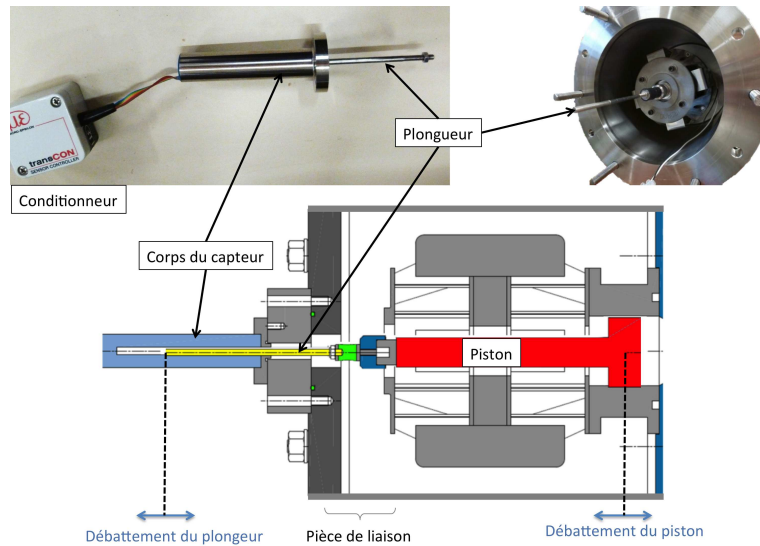 transCON
SENSOR CONTROLLER
Conditionneur
Plongueur
Corps du capteur
Piston
Débattement du plongeur
Pièce de liaison
Débattement du piston